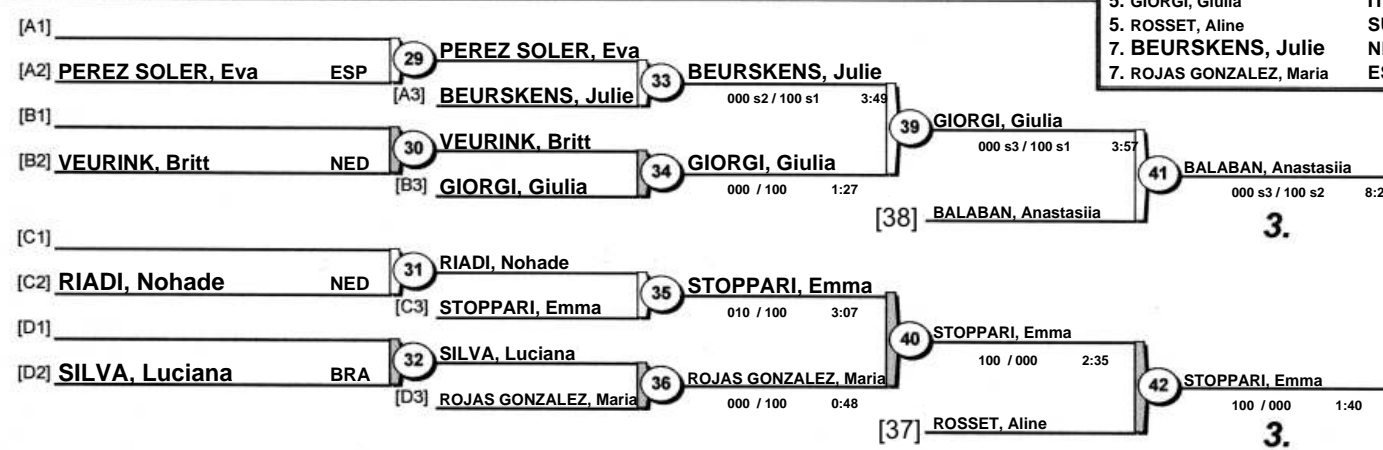 5. GIORGI, Giulia
5. ROSSET, Aline
7. BEURSKENS, Julie
7. ROJAS GONZALEZ, Maria
[A1]
[A2] PEREZ SOLER, Eva ESP
29
PEREZ SOLER, Eva
[A3] BEURSKENS, Julie
33
BEURSKENS, Julie
000 s2 / 100 s1 3:49
[B1]
[B2] VEURINK, Britt NED
30
VEURINK, Britt
[B3] GIORGI, Giulia
34
GIORGI, Giulia
000 / 100 1:27
39
GIORGI, Giulia
000 s3 / 100 s1 3:57
[38] BALABAN, Anastasiia
41
BALABAN, Anastasiia
000 s3 / 100 s2
3.
[C1]
[C2] RIADI, Nohade NED
31
RIADI, Nohade
[C3] STOPPARI, Emma
35
STOPPARI, Emma
010 / 100 3:07
[D1]
[D2] SILVA, Luciana BRA
32
SILVA, Luciana
[D3] ROJAS GONZALEZ, Maria
36
ROJAS GONZALEZ, Maria
000 / 100 0:48
40
STOPPARI, Emma
100 / 000 2:35
[37] ROSSET, Aline
42
STOPPARI, Emma
100 / 000 1:40
3.